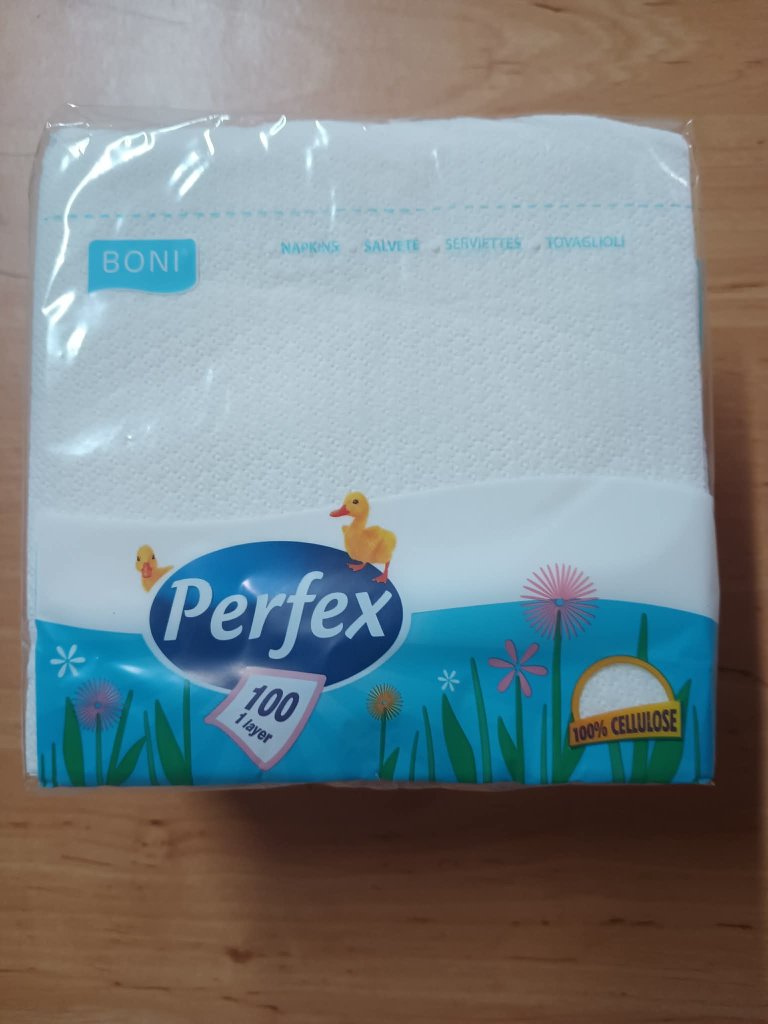 BONI
NAPKINS SALVETE SERVIETTES TOVAGLIOLI
Perfex
100
1 layer
100% CELLULOSE